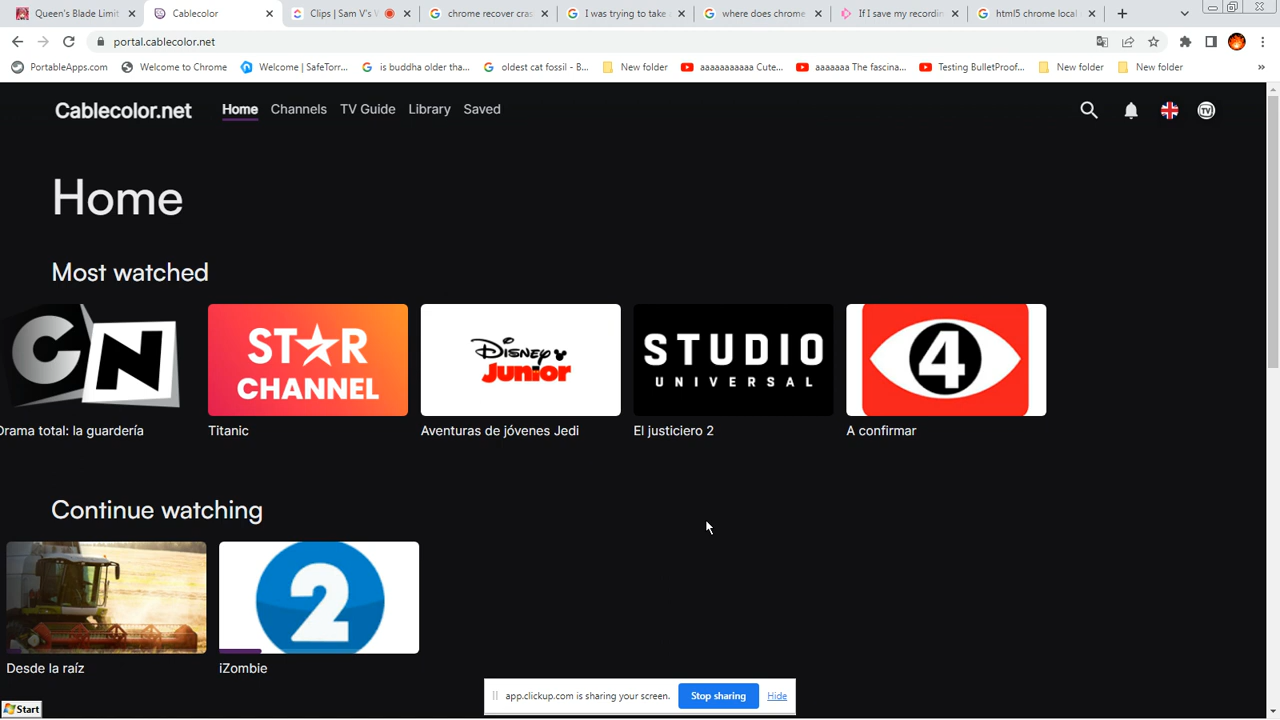 Queen's Blade Limit
Cablecolor
Clips | Sam V's
chrome recover cras
I was trying to take
where does chrome
If I save my recordin
html5 chrome local
portal.cablecolor.net
PortableApps.com
Welcome to Chrome
Welcome | SafeTorr...
is buddha older tha...
oldest cat fossil - B...
New folder
aaaaaaaaaaa Cute...
aaaaaaa The fascina...
Testing BulletProof...
New folder
New folder
»
Cablecolor.net
Home
Channels
TV Guide
Library
Saved
TV
Home
Most watched
CN
STAR
CHANNEL
Disney
Junior
STUDIO
UNIVERSAL
4
Drama total: la guardería
Titanic
Aventuras de jóvenes Jedi
El justiciero 2
A confirmar
Continue watching
2
Desde la raíz
iZombie
app.clickup.com is sharing your screen.
Stop sharing
Hide
Start